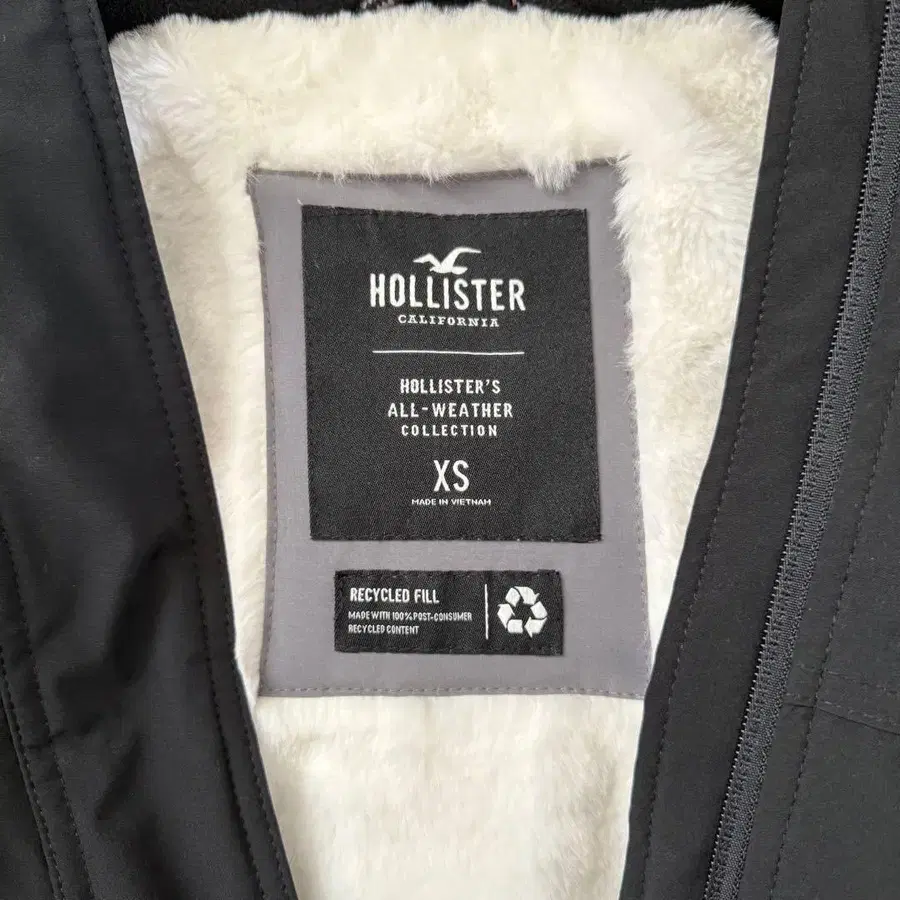 HOLLISTER
CALIFORNIA
HOLLISTER'S
ALL-WEATHER
COLLECTION
XS
MADE IN VIETNAM
RECYCLED FILL
MADE WITH 100% POST-CONSUMER
RECYCLED CONTENT